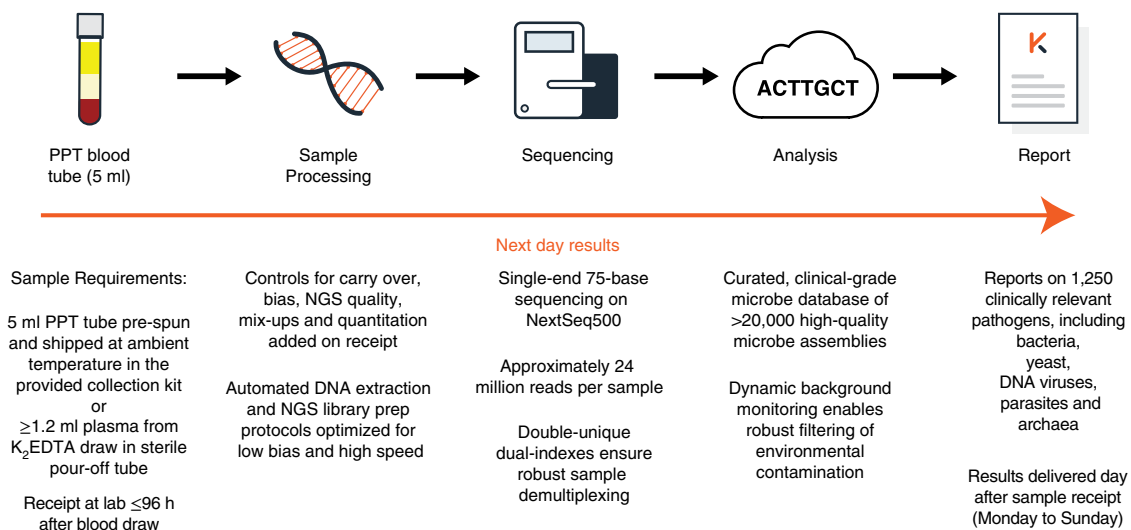 ACTTGCT
PPT blood
tube (5 ml)
Sample
Processing
Sequencing
Analysis
Report
Next day results
Sample Requirements:
5 ml PPT tube pre-spun
and shipped at ambient
temperature in the
provided collection kit
or
≥1.2 ml plasma from
K₂EDTA draw in sterile
pour-off tube
Receipt at lab ≤96 h
after blood draw
Controls for carry over,
bias, NGS quality,
mix-ups and quantitation
added on receipt
Automated DNA extraction
and NGS library prep
protocols optimized for
low bias and high speed
Single-end 75-base
sequencing on
NextSeq500
Approximately 24
million reads per sample
Double-unique
dual-indexes ensure
robust sample
demultiplexing
Curated, clinical-grade
microbe database of
>20,000 high-quality
microbe assemblies
Dynamic background
monitoring enables
robust filtering of
environmental
contamination
Reports on 1,250
clinically relevant
pathogens, including
bacteria,
yeast,
DNA viruses,
parasites and
archaea
Results delivered day
after sample receipt
(Monday to Sunday)